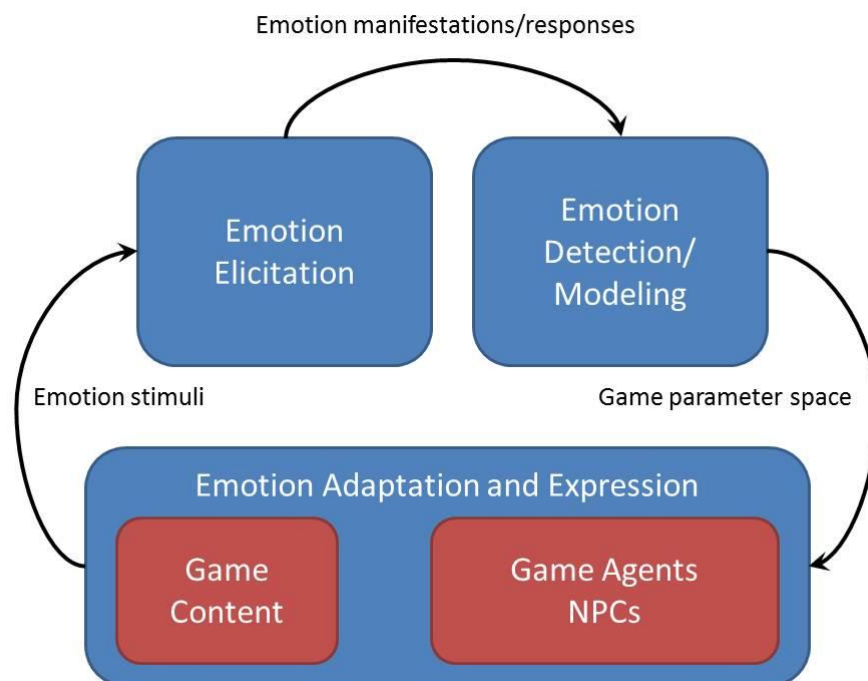 Emotion manifestations/responses
Emotion
Elicitation
Emotion
Detection/
Modeling
Emotion stimuli
Game parameter space
Emotion Adaptation and Expression
Game
Content
Game Agents
NPCs